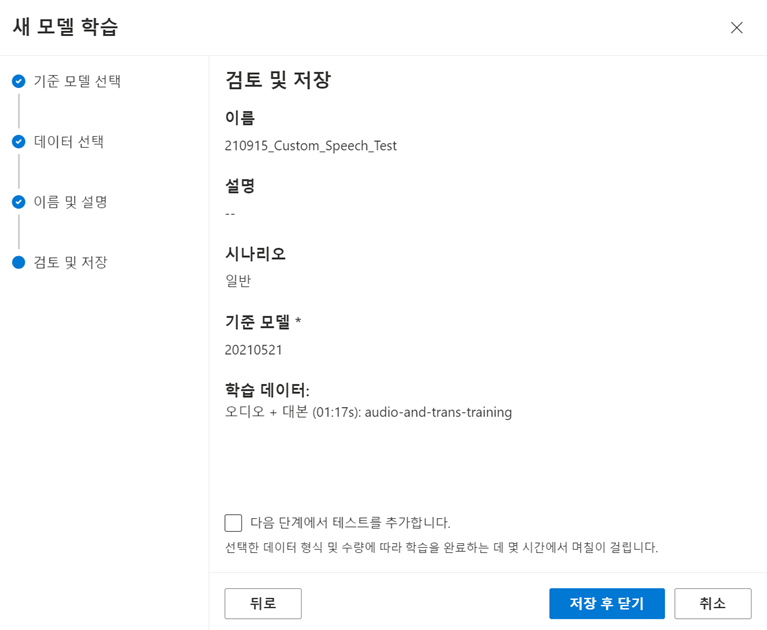 새 모델 학습
기준 모델 선택
데이터 선택
이름 및 설명
검토 및 저장
검토 및 저장
이름
210915_Custom_Speech_Test
설명
--
시나리오
일반
기준 모델 *
20210521
학습 데이터:
오디오 + 대본 (01:17s): audio-and-trans-training
다음 단계에서 테스트를 추가합니다.
선택한 데이터 형식 및 수량에 따라 학습을 완료하는 데 몇 시간에서 며칠이 걸립니다.
뒤로
저장 후 닫기
취소